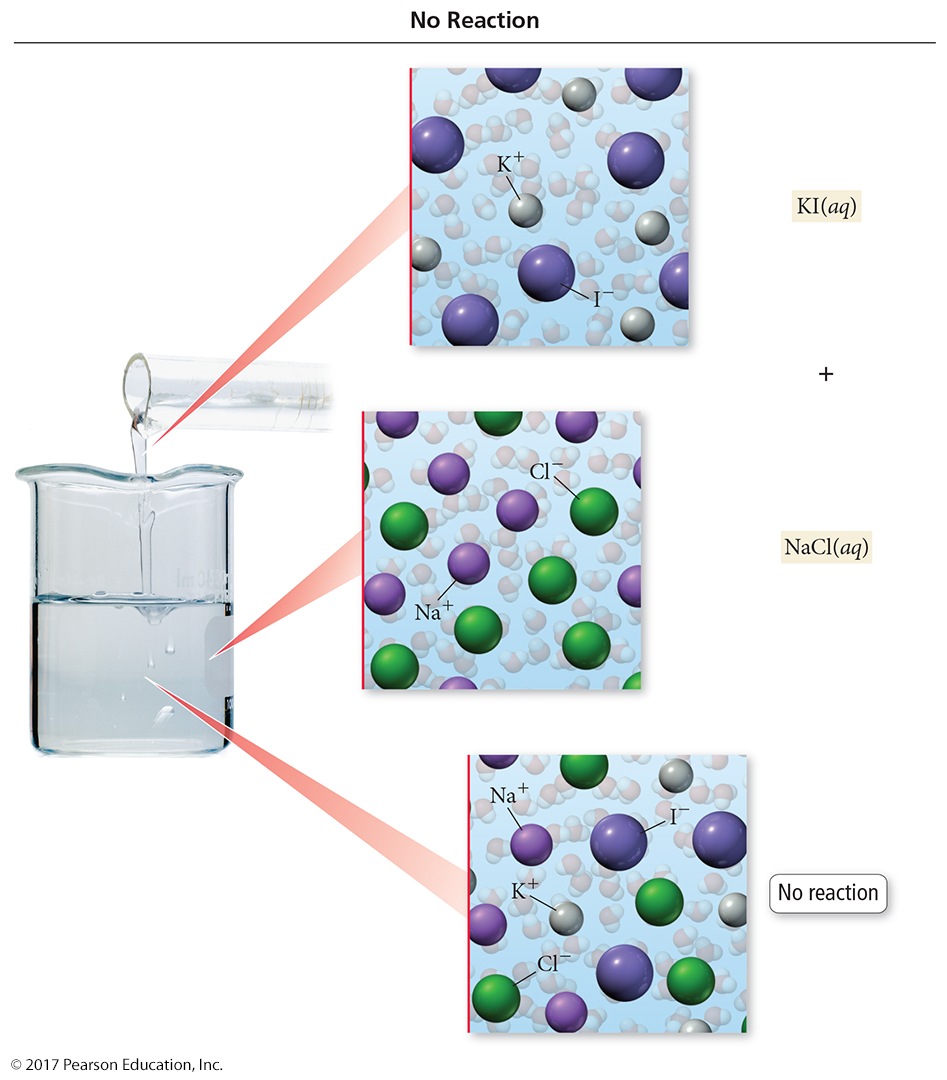 No Reaction
K⁺
I⁻
KI(aq)
+
Cl⁻
Na⁺
NaCl(aq)
Na⁺
I⁻
K⁺
Cl⁻
No reaction
© 2017 Pearson Education, Inc.